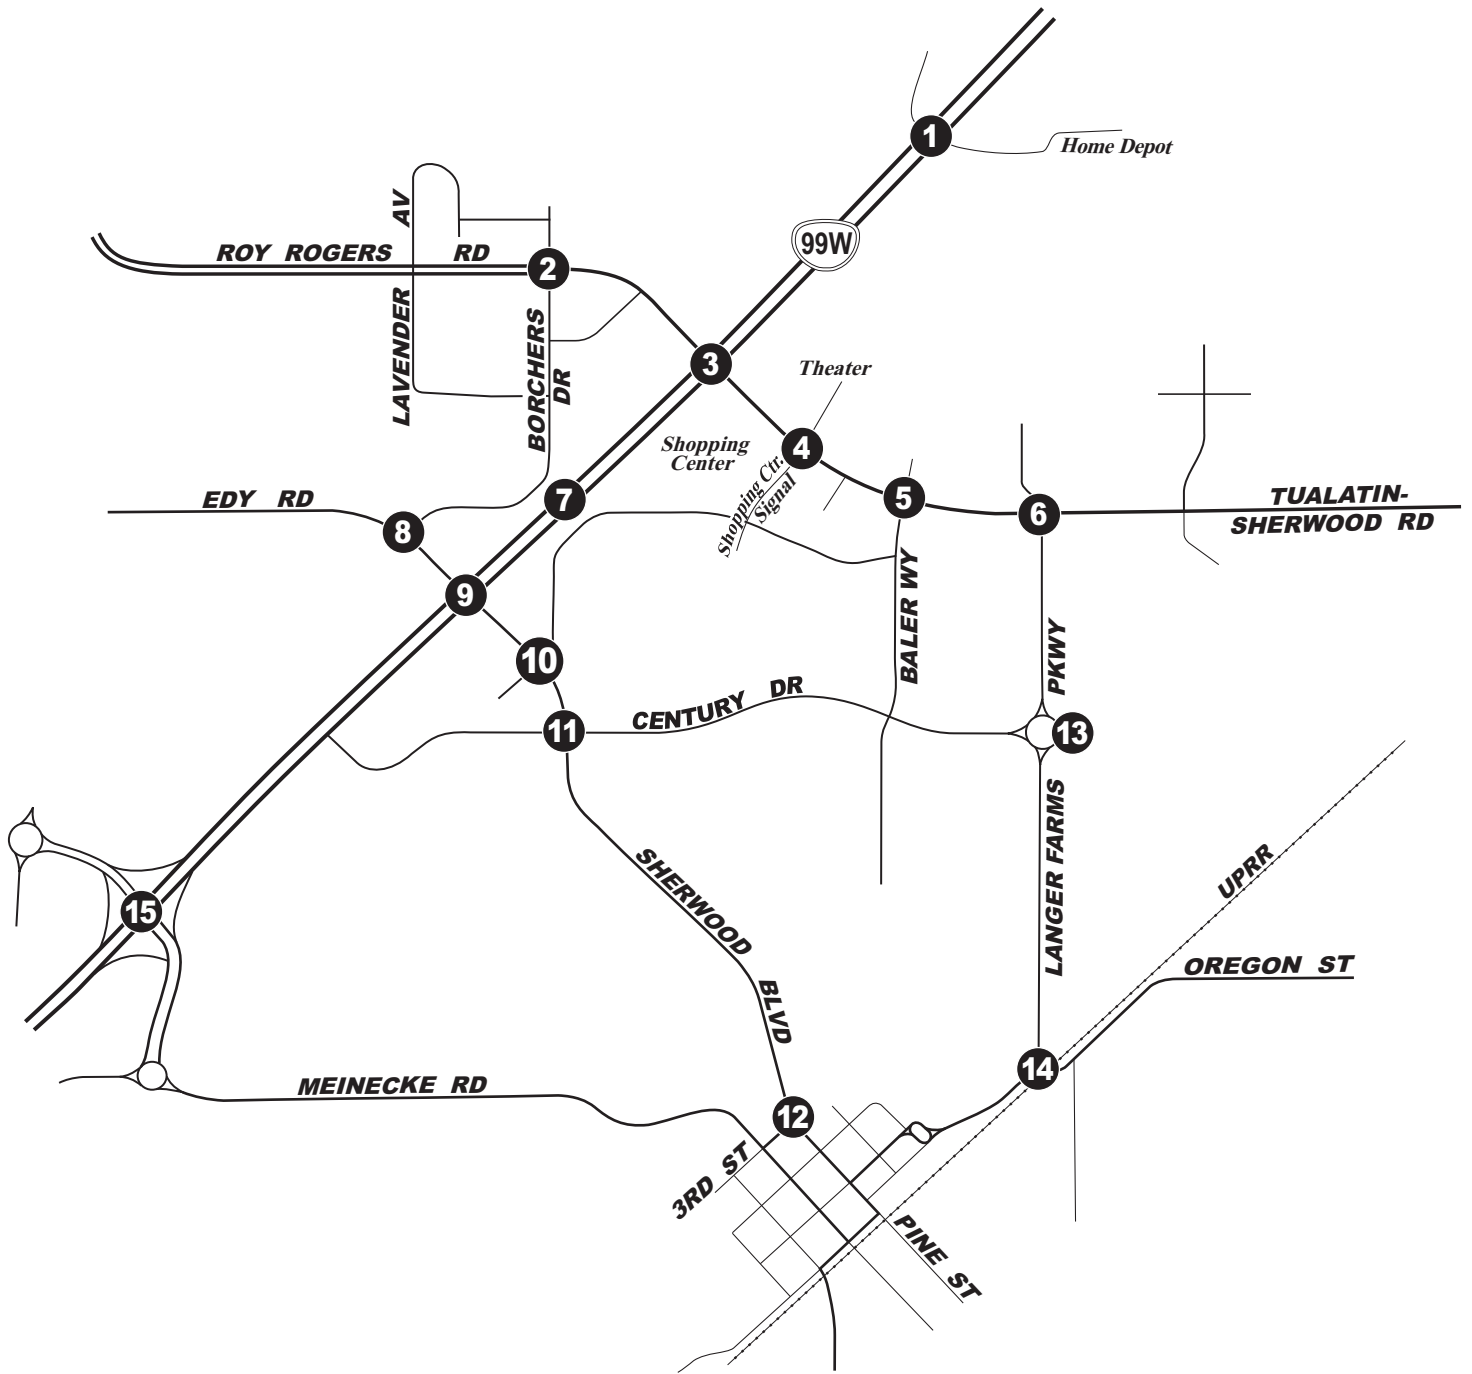 1
Home Depot
99W
AV
ROY ROGERS RD
2
LAVENDER
BORCHERS
DR
3
Theater
4
Shopping
Center
Shopping Ctr.
Signal
5
6
TUALATIN-
SHERWOOD RD
EDY RD
7
8
9
10
BALER WY
PKWY
CENTURY DR
11
13
LANGER FARMS
SHERWOOD
BLVD
UPRR
OREGON ST
15
14
MEINECKE RD
12
3RD ST
PINE ST